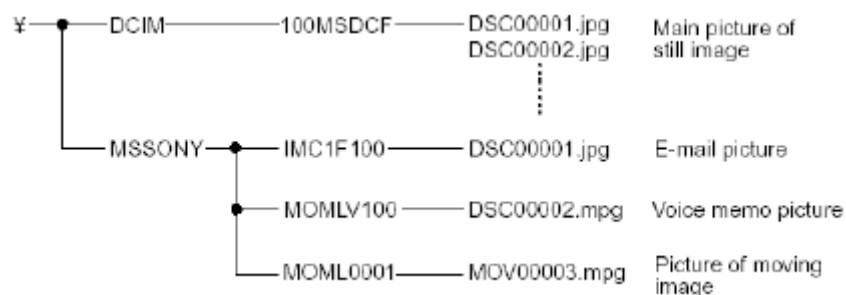 ¥ DCIM 100MSDCF DSC00001.jpg Main picture of
DSC00002.jpg still image
MSSONY IMC1F100 DSC00001.jpg E-mail picture
MOMLV100 DSC00002.mpg Voice memo picture
MOML0001 MOV00003.mpg Picture of moving
image